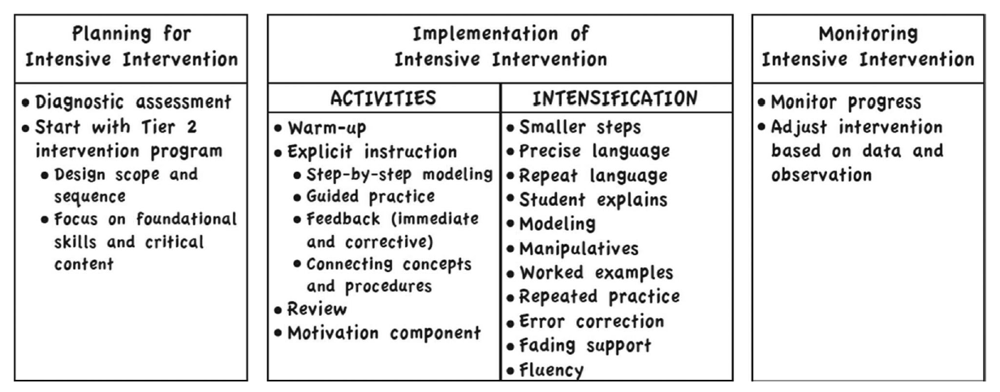 Planning for
Intensive Intervention
• Diagnostic assessment
• Start with Tier 2
intervention program
• Design scope and
sequence
• Focus on foundational
skills and critical
content
Implementation of
Intensive Intervention
ACTIVITIES
• Warm-up
• Explicit instruction
• Step-by-step modeling
• Guided practice
• Feedback (immediate
and corrective)
• Connecting concepts
and procedures
• Review
• Motivation component
INTENSIFICATION
• Smaller steps
• Precise language
• Repeat language
• Student explains
• Modeling
• Manipulatives
• Worked examples
• Repeated practice
• Error correction
• Fading support
• Fluency
Monitoring
Intensive Intervention
• Monitor progress
• Adjust intervention
based on data and
observation